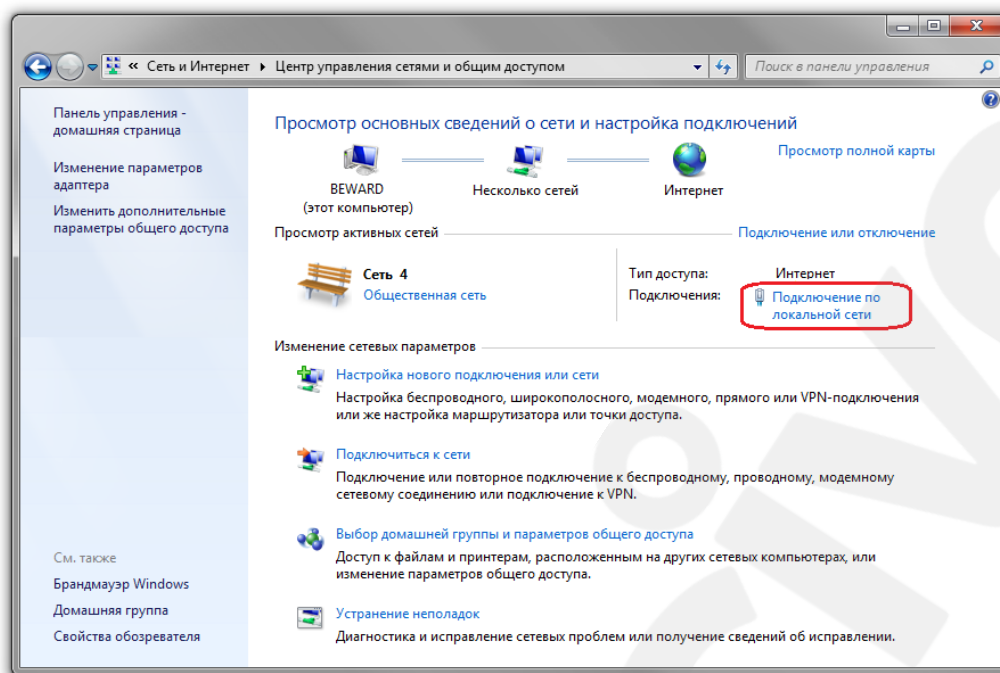 « Сеть и Интернет ▸ Центр управления сетями и общим доступом
Поиск в панели управления
Панель управления -
домашняя страница
Изменение параметров
адаптера
Изменить дополнительные
параметры общего доступа
См. также
Брандмауэр Windows
Домашняя группа
Свойства обозревателя
Просмотр основных сведений о сети и настройка подключений
Просмотр полной карты
BEWARD
(этот компьютер)
Несколько сетей
Интернет
Просмотр активных сетей
Подключение или отключение
Сеть 4
Общественная сеть
Тип доступа: Интернет
Подключения: Подключение по
локальной сети
Изменение сетевых параметров
Настройка нового подключения или сети
Настройка беспроводного, широкополосного, модемного, прямого или VPN-подключения
или же настройка маршрутизатора или точки доступа.
Подключиться к сети
Подключение или повторное подключение к беспроводному, проводному, модемному
сетевому соединению или подключение к VPN.
Выбор домашней группы и параметров общего доступа
Доступ к файлам и принтерам, расположенным на других сетевых компьютерах, или
изменение параметров общего доступа.
Устранение неполадок
Диагностика и исправление сетевых проблем или получение сведений об исправлении.